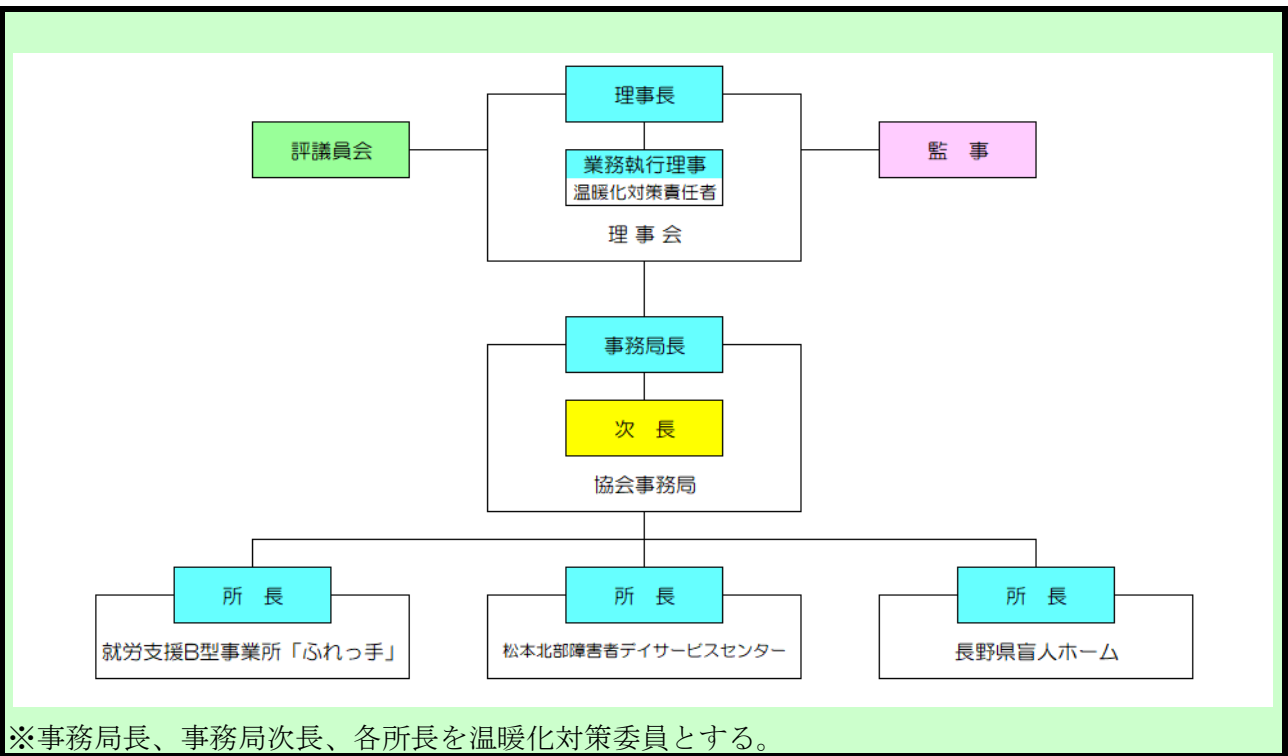 理事長
評議員会
監　事
業務執行理事
温暖化対策責任者
理 事 会
事務局長
次　長
協会事務局
所　長
所　長
所　長
就労支援B型事業所「ふれっ手」
松本北部障害者デイサービスセンター
長野県盲人ホーム
※事務局長、事務局次長、各所長を温暖化対策委員とする。